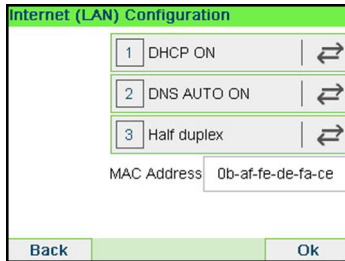 Internet (LAN) Configuration
1 DHCP ON
2 DNS AUTO ON
3 Half duplex
MAC Address 0b-af-fe-de-fa-ce
Back Ok